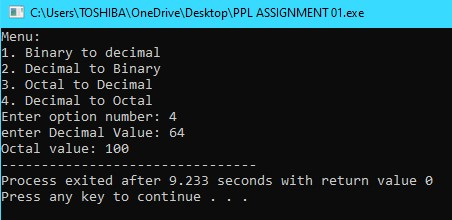 C:\Users\TOSHIBA\OneDrive\Desktop\PPL ASSIGNMENT 01.exe
Menu:
1. Binary to decimal
2. Decimal to Binary
3. Octal to Decimal
4. Decimal to Octal
Enter option number: 4
enter Decimal Value: 64
Octal value: 100
--------------------------------
Process exited after 9.233 seconds with return value 0
Press any key to continue . . .